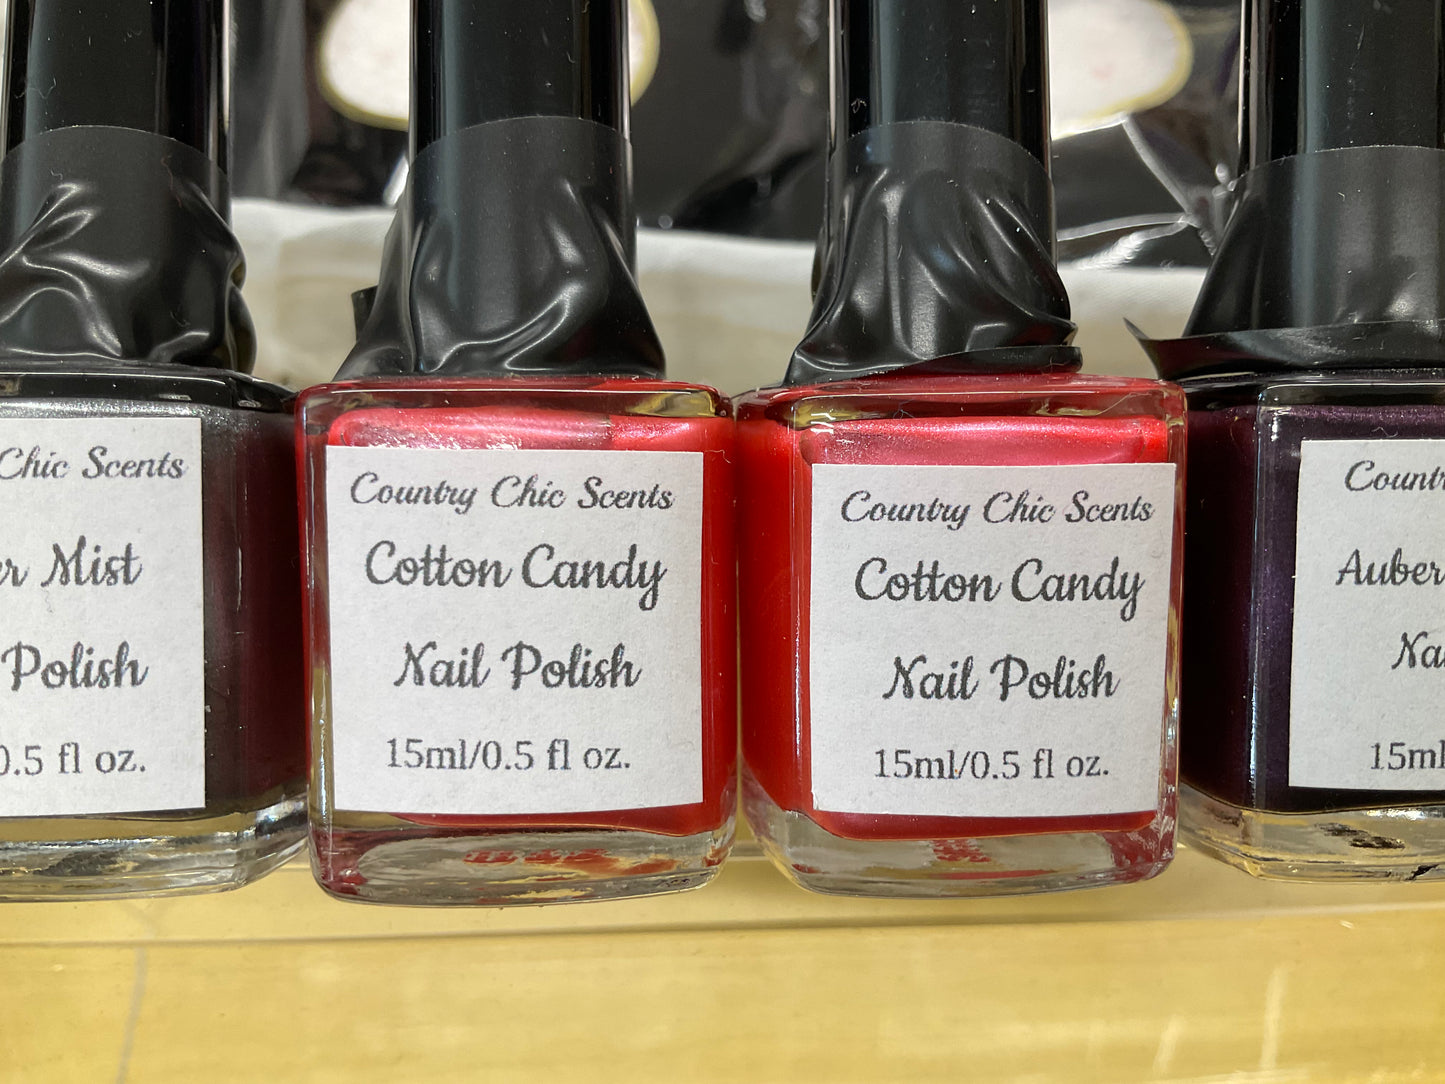 Chic Scents
Mist
Polish
0.5 fl oz.
Country Chic Scents
Cotton Candy
Nail Polish
15ml/0.5 fl oz.
Country Chic Scents
Cotton Candy
Nail Polish
15ml/0.5 fl oz.
Countr
Auber
Nai
15ml